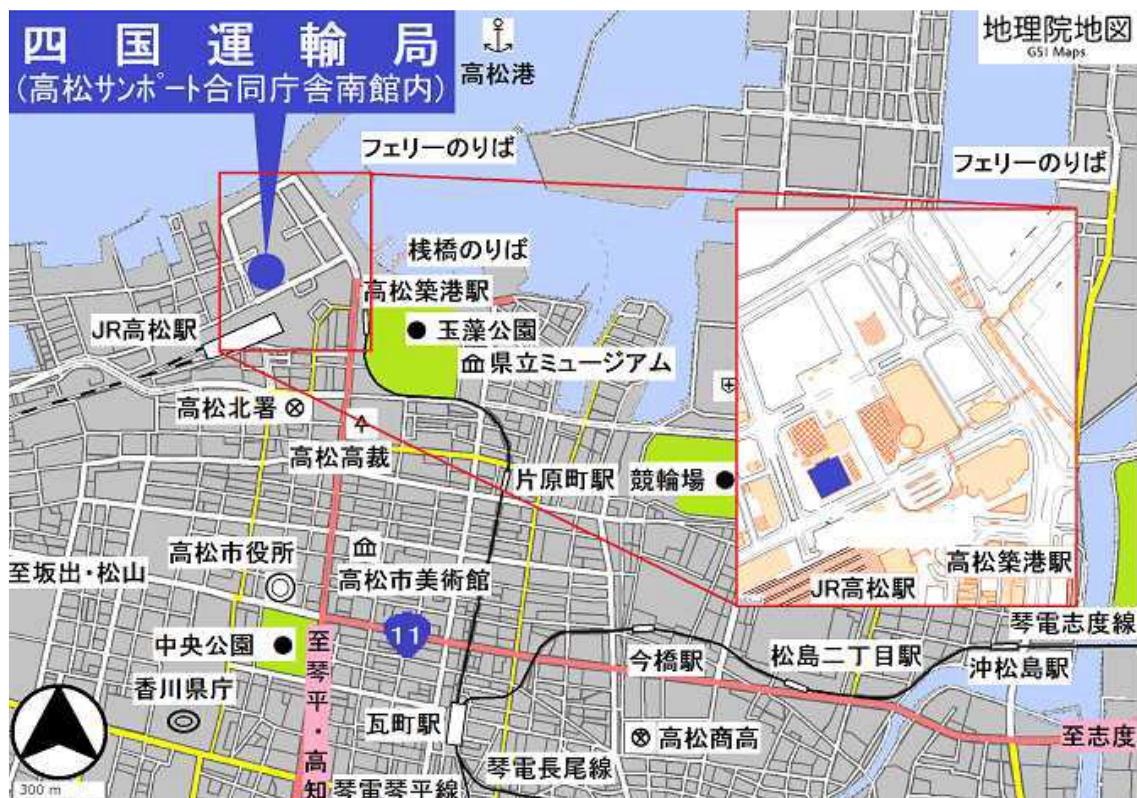 四国運輸局
(高松サンポート合同庁舎南館内)
高松港
地理院地図
GSI Maps
フェリーのりば
フェリーのりば
桟橋のりば
高松築港駅
JR高松駅
玉藻公園
県立ミュージアム
高松北署
高松高裁
片原町駅
競輪場
高松築港駅
JR高松駅
高松市役所
至坂出・松山
高松市美術館
11
琴電志度線
中央公園
至琴平・高知
今橋駅
松島二丁目駅
沖松島駅
香川県庁
瓦町駅
高松商高
至志度
琴電長尾線
琴電琴平線
300 m